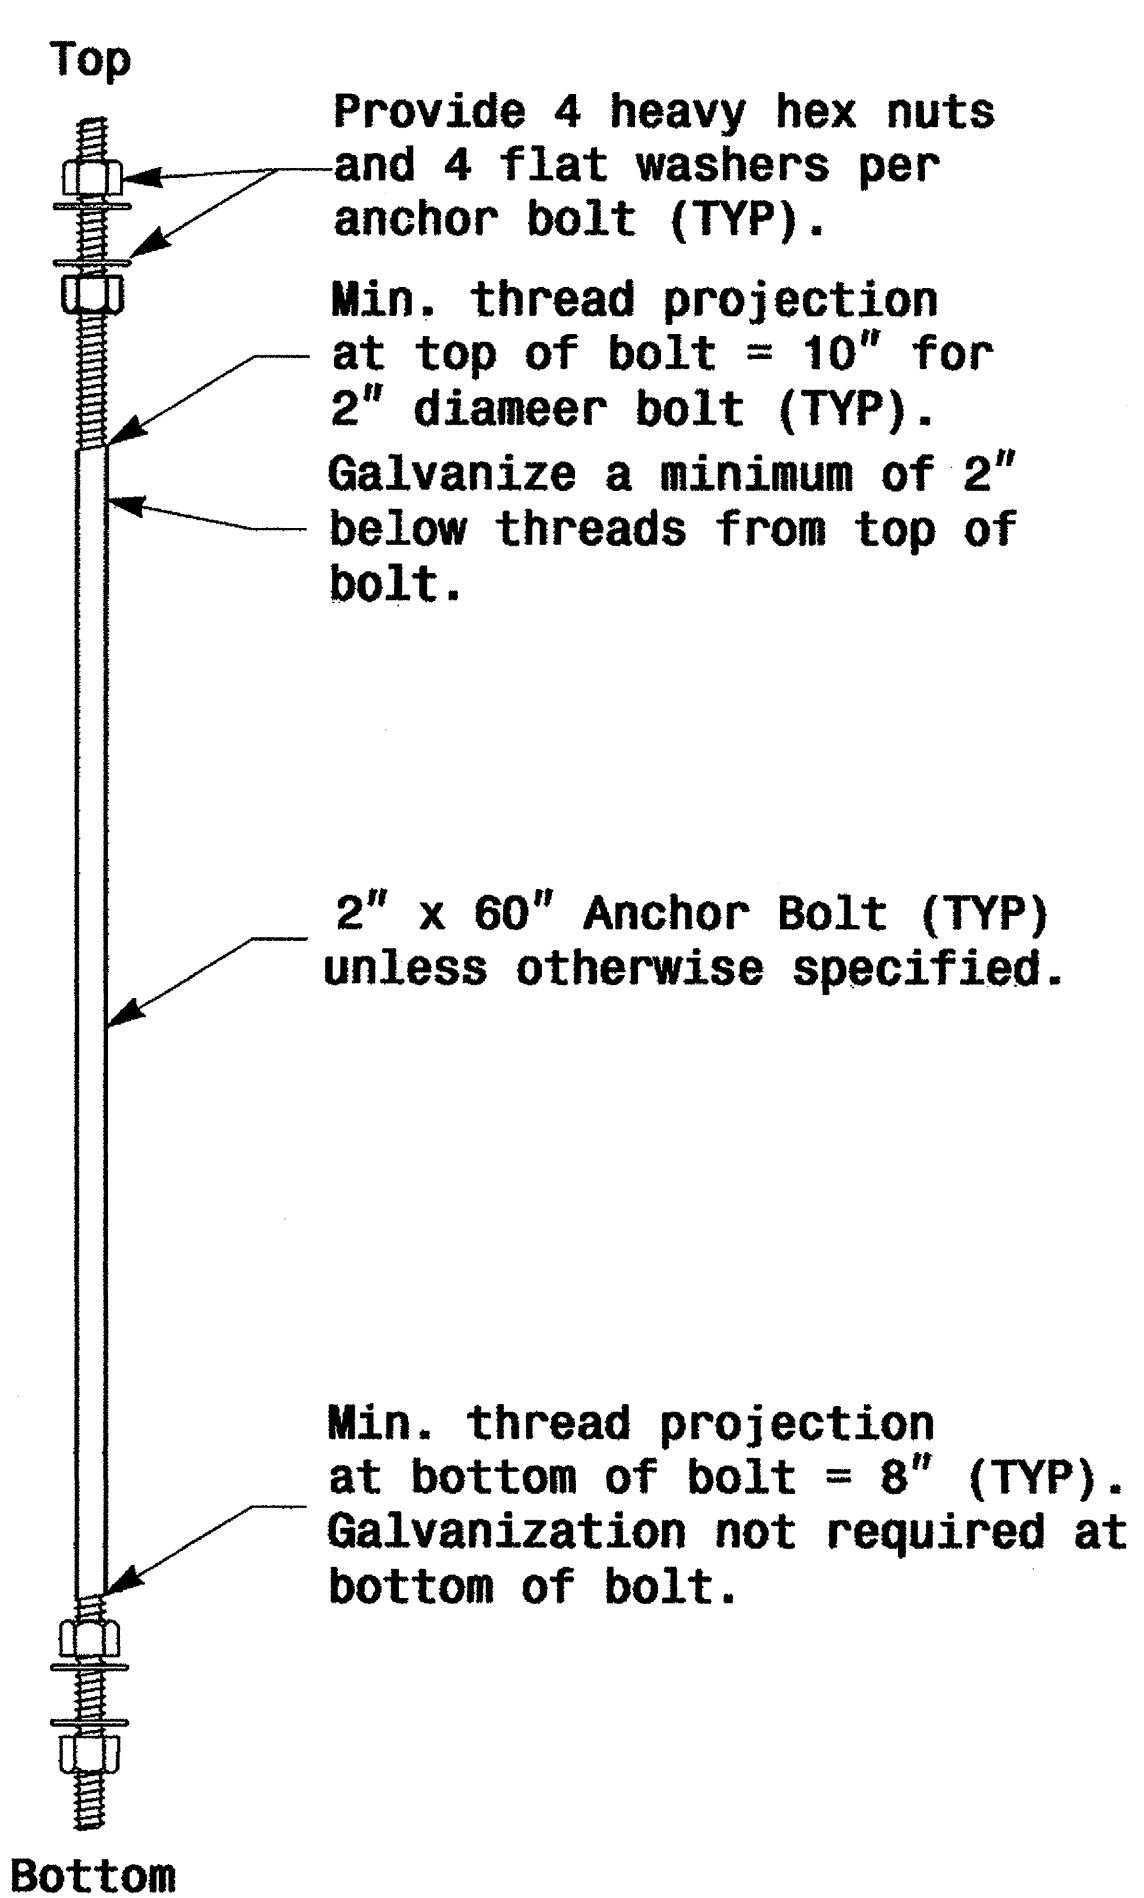 Top
Provide 4 heavy hex nuts
and 4 flat washers per
anchor bolt (TYP).
Min. thread projection
at top of bolt = 10" for
2" diameer bolt (TYP).
Galvanize a minimum of 2"
below threads from top of
bolt.
2" x 60" Anchor Bolt (TYP)
unless otherwise specified.
Min. thread projection
at bottom of bolt = 8" (TYP).
Galvanization not required at
bottom of bolt.
Bottom